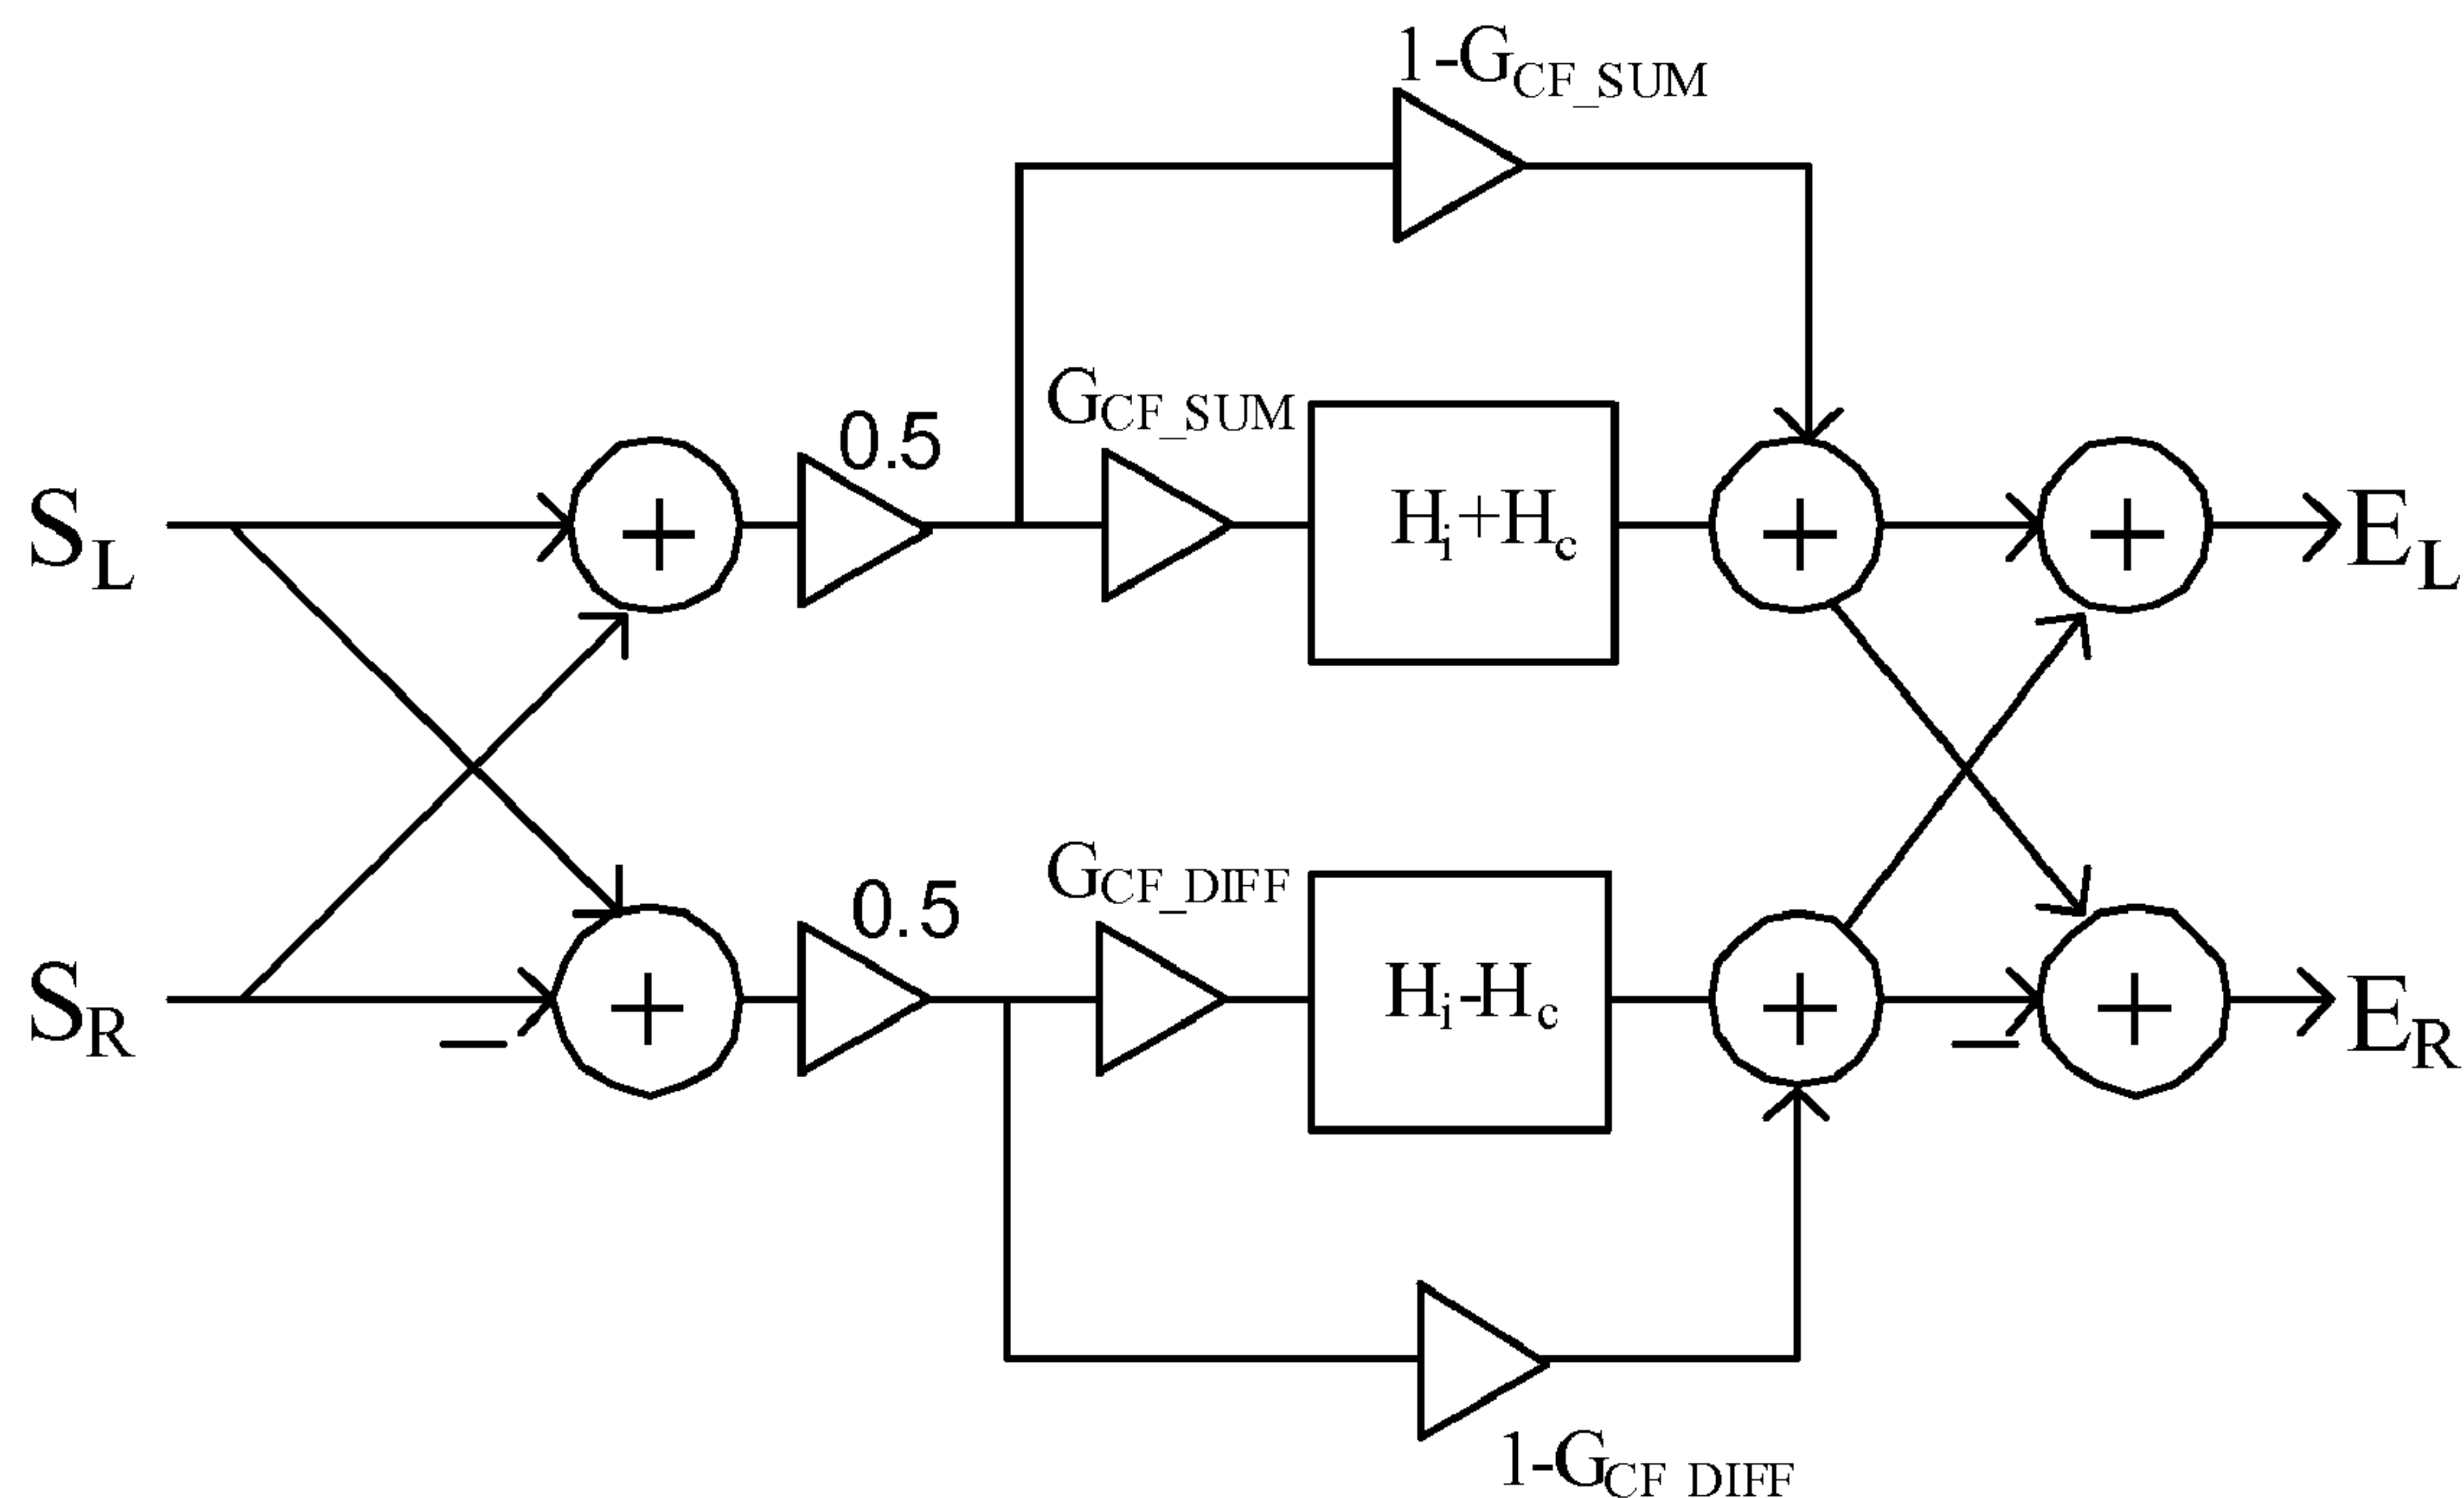 1-G_CF_SUM
0.5
G_CF_SUM
H_i+H_c
S_L
+
+
+
E_L
0.5
G_CF_DIFF
H_i-H_c
S_R
−
+
+
−
+
E_R
1-G_CF DIFF